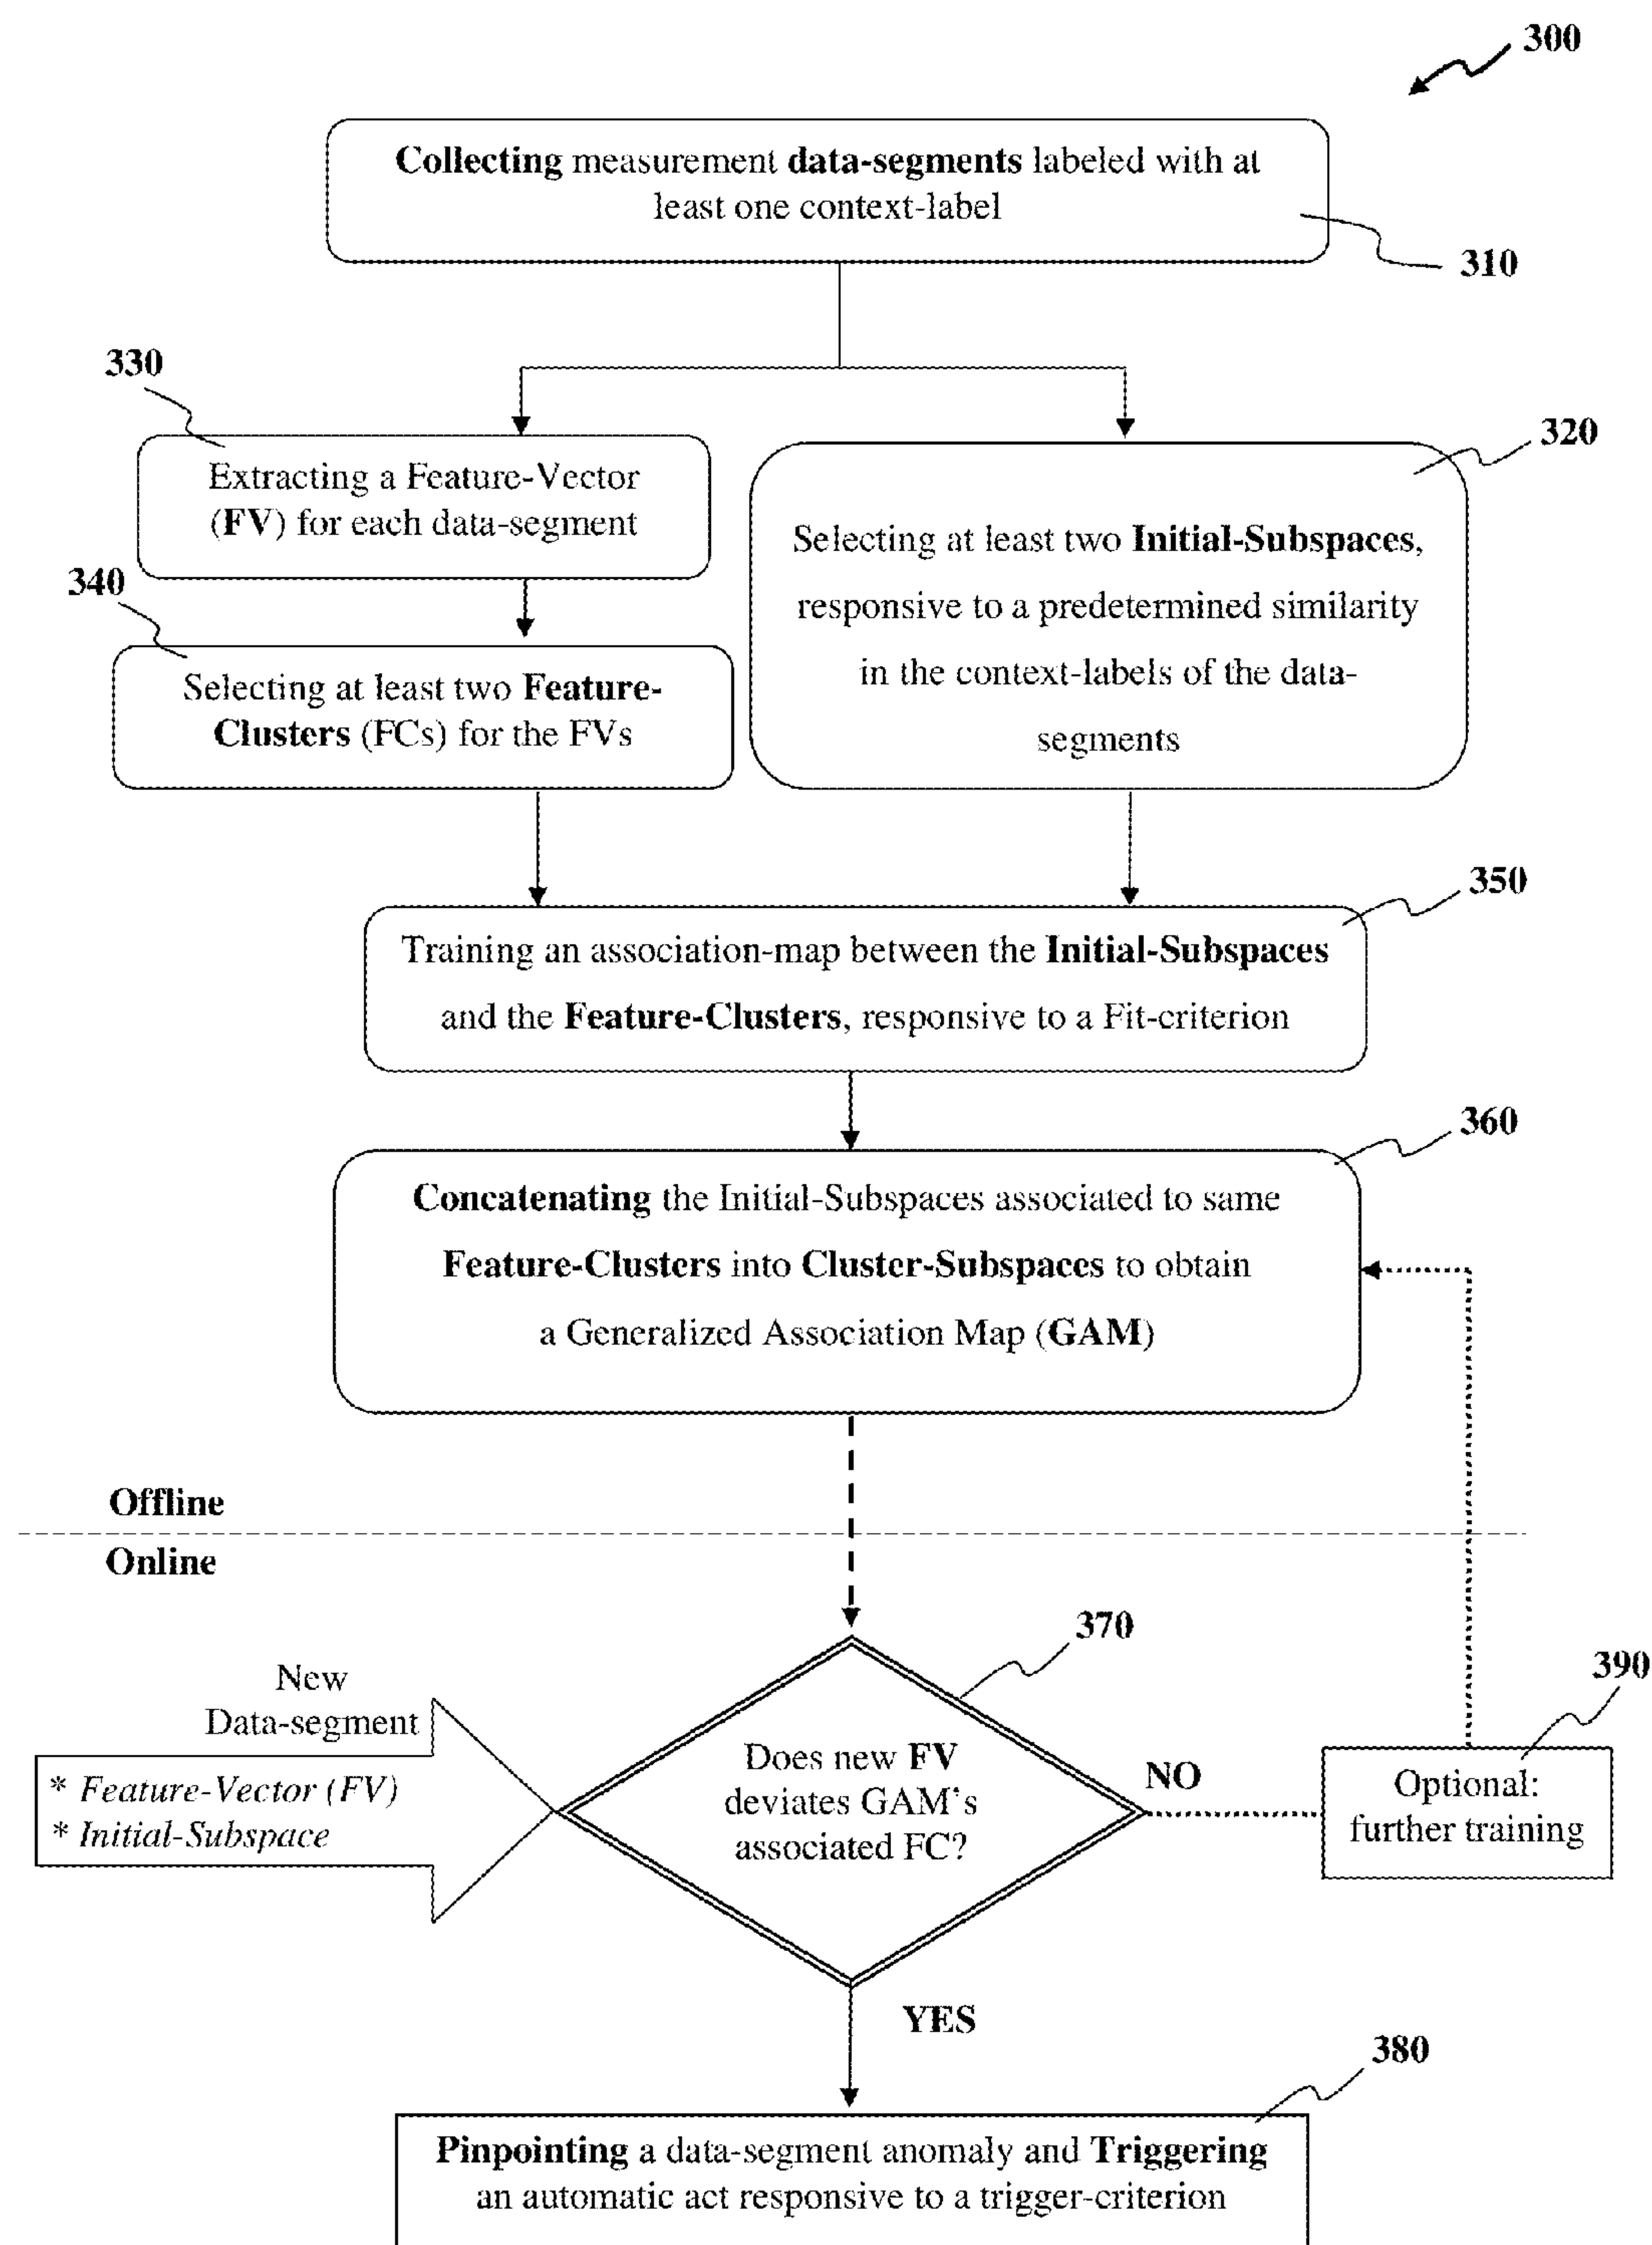 300
Collecting measurement data-segments labeled with at
least one context-label
310
330
Extracting a Feature-Vector
(FV) for each data-segment
320
Selecting at least two Initial-Subspaces,
responsive to a predetermined similarity
in the context-labels of the data-
segments
340
Selecting at least two Feature-
Clusters (FCs) for the FVs
350
Training an association-map between the Initial-Subspaces
and the Feature-Clusters, responsive to a Fit-criterion
360
Concatenating the Initial-Subspaces associated to same
Feature-Clusters into Cluster-Subspaces to obtain
a Generalized Association Map (GAM)
Offline
Online
370
New
Data-segment
* Feature-Vector (FV)
* Initial-Subspace
Does new FV
deviates GAM's
associated FC?
NO
390
Optional:
further training
YES
380
Pinpointing a data-segment anomaly and Triggering
an automatic act responsive to a trigger-criterion